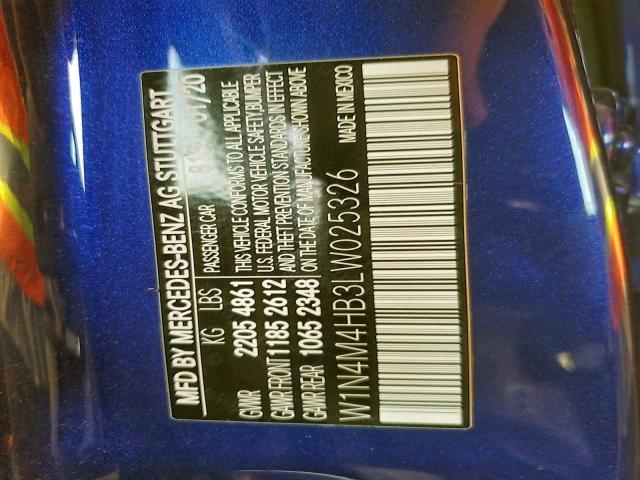 MFD BY MERCEDES-BENZ AG STUTTGART
KG LBS PASSENGER CAR 01/20
GVWR 2205 4861 THIS VEHICLE CONFORMS TO ALL APPLICABLE
GAWR FRONT 1185 2612 U.S. FEDERAL MOTOR VEHICLE SAFETY, BUMPER
GAWR REAR 1065 2348 AND THEFT PREVENTION STANDARDS IN EFFECT
ON THE DATE OF MANUFACTURE SHOWN ABOVE
W1N4M4HB3LW025326 MADE IN MEXICO